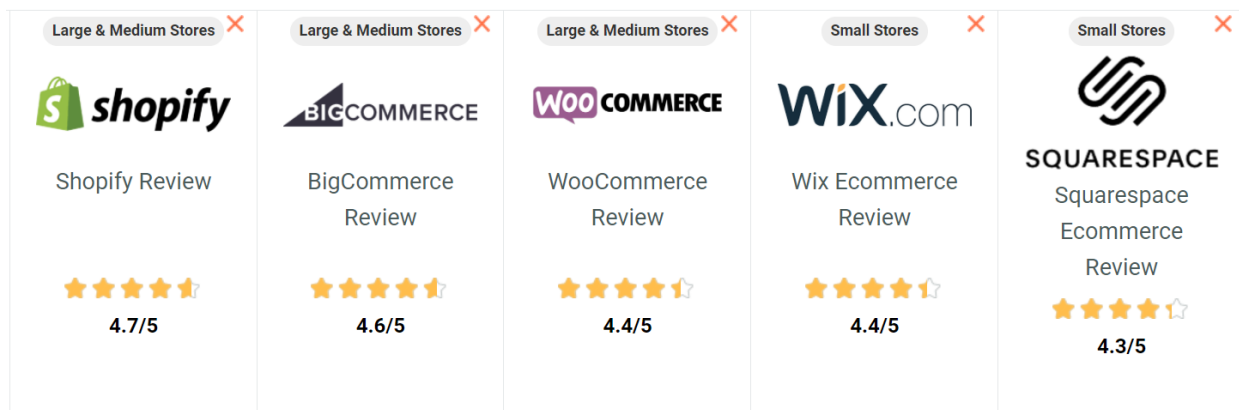 Large & Medium Stores
shopify
Shopify Review
4.7/5
Large & Medium Stores
BIGCOMMERCE
BigCommerce
Review
4.6/5
Large & Medium Stores
WOO COMMERCE
WooCommerce
Review
4.4/5
Small Stores
WiX.com
Wix Ecommerce
Review
4.4/5
Small Stores
SQUARESPACE
Squarespace
Ecommerce
Review
4.3/5